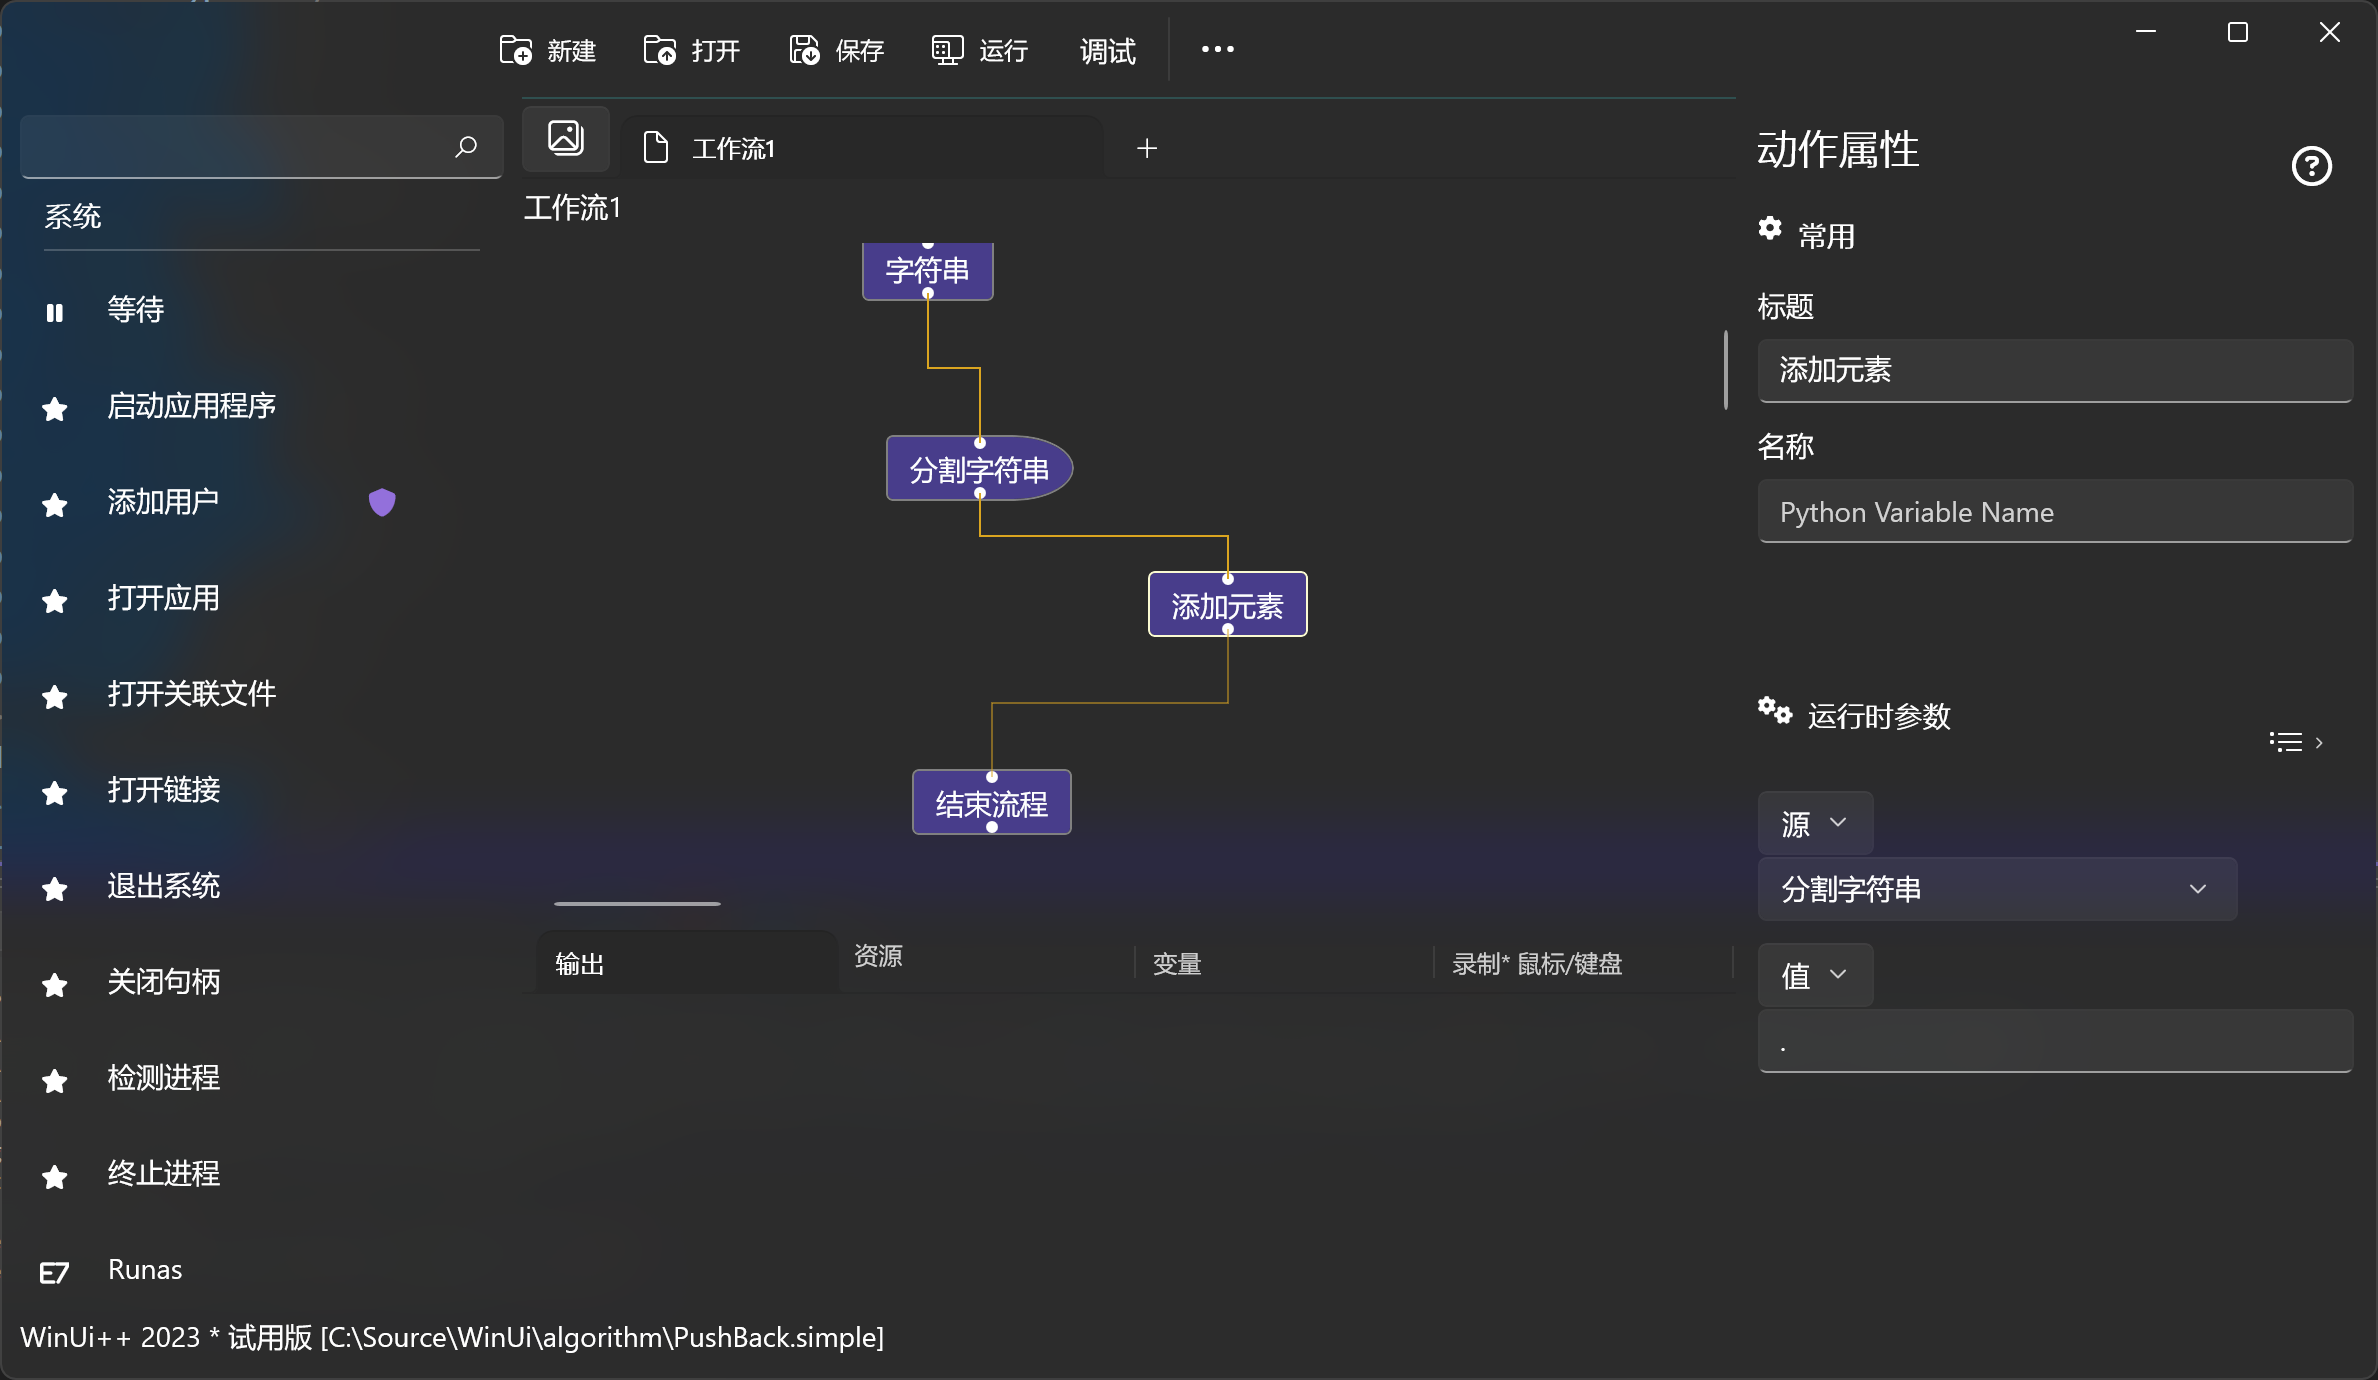 新建 打开 保存 运行 调试
工作流1
系统
等待
启动应用程序
添加用户
打开应用
打开关联文件
打开链接
退出系统
关闭句柄
检测进程
终止进程
E7 Runas
工作流1
字符串
分割字符串
添加元素
结束流程
输出 资源 变量 录制* 鼠标/键盘
动作属性
常用
标题
添加元素
名称
Python Variable Name
运行时参数
源
分割字符串
值
.
WinUi++ 2023 * 试用版 [C:\Source\WinUi\algorithm\PushBack.simple]